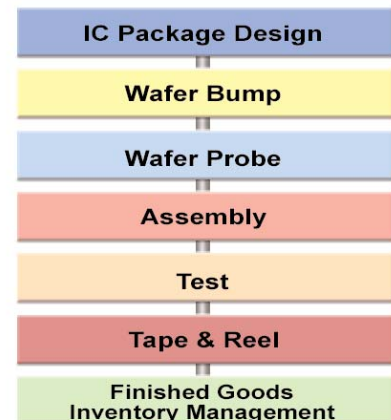 IC Package Design
Wafer Bump
Wafer Probe
Assembly
Test
Tape & Reel
Finished Goods
Inventory Management